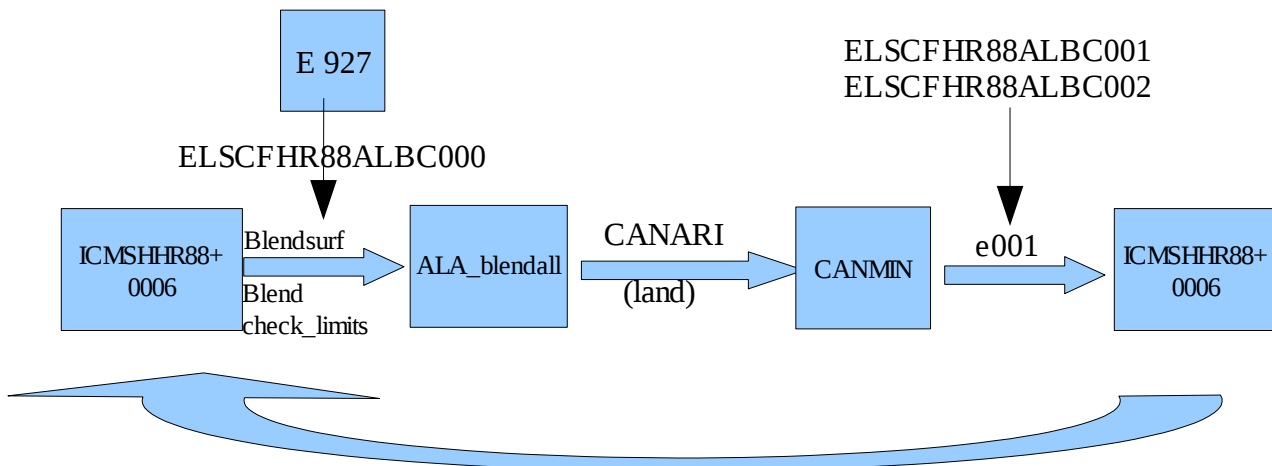 E 927
ELSCFHR88ALBC001
ELSCFHR88ALBC002
ELSCFHR88ALBC000
ICMSHHR88+
0006
Blendsurf
Blend
check_limits
ALA_blendall
CANARI
(land)
CANMIN
e001
ICMSHHR88+
0006